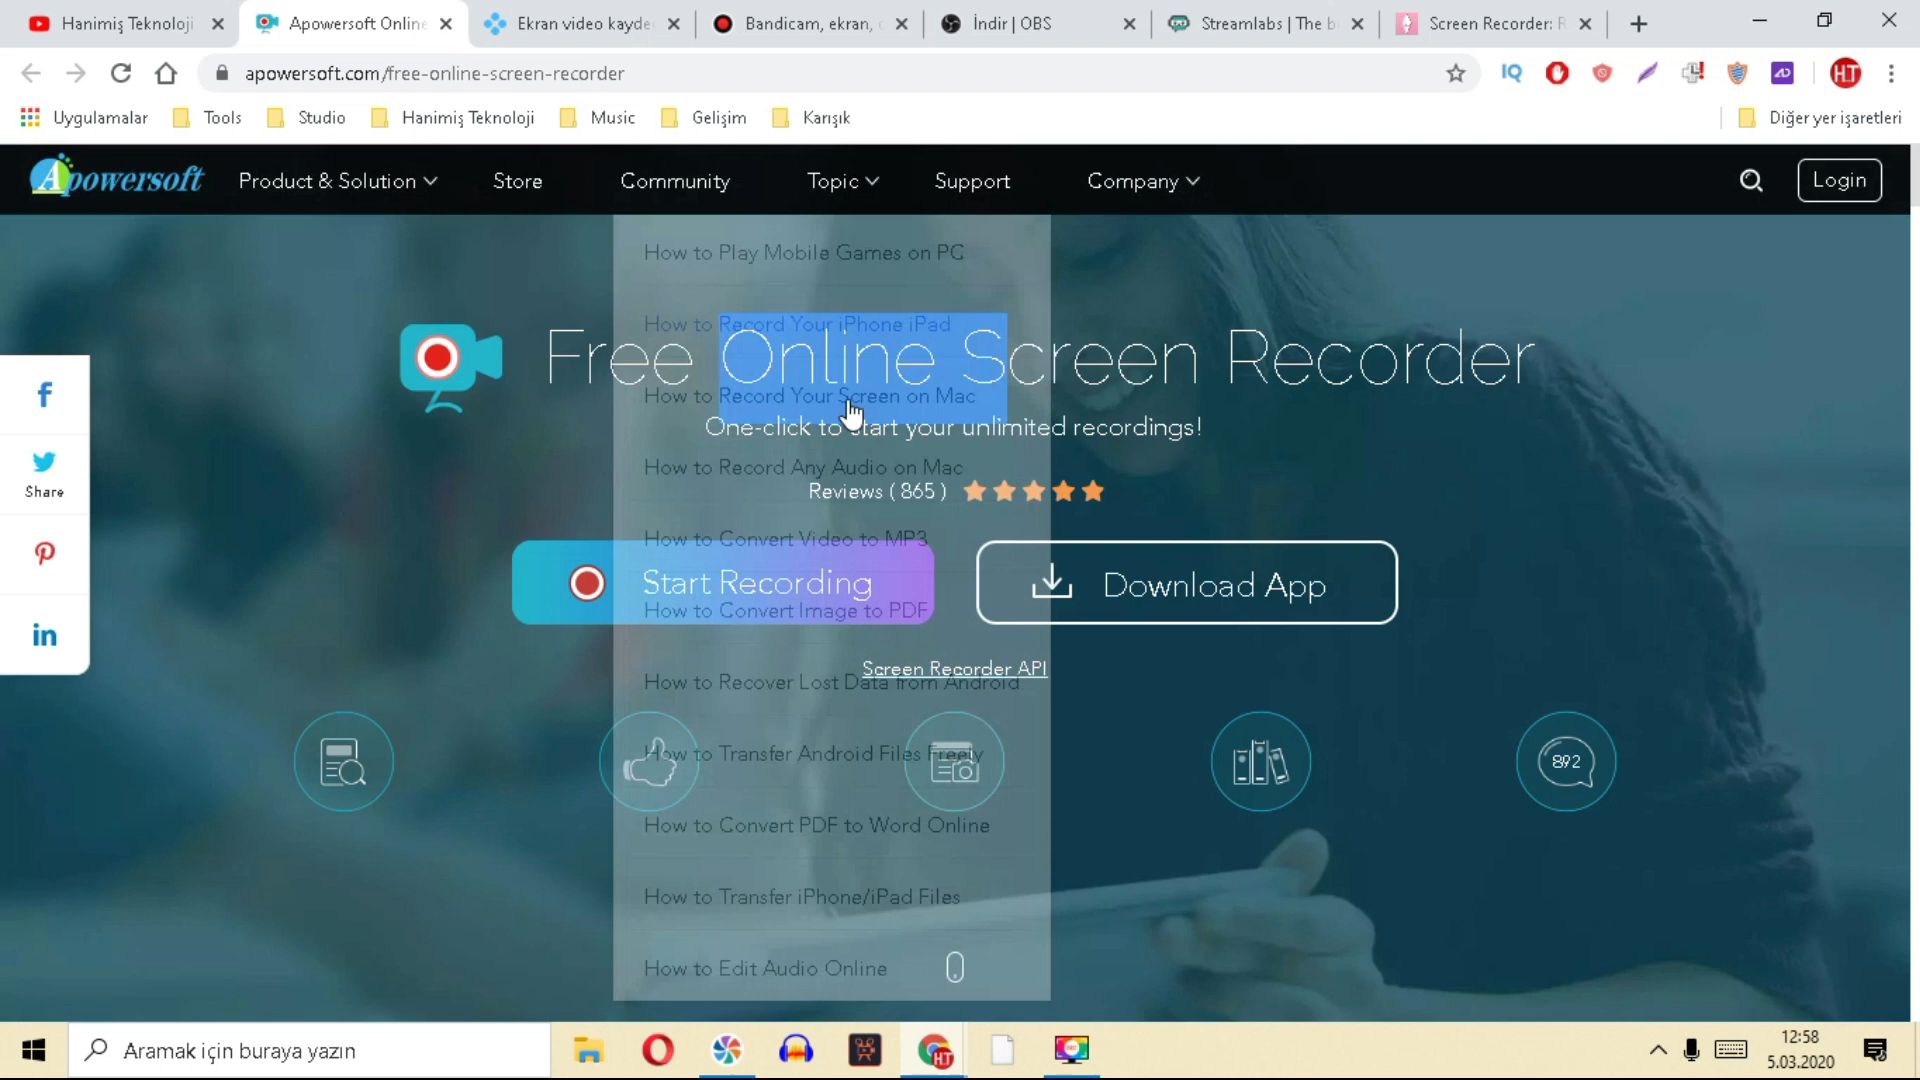 Hanimiş Teknoloji
Apowersoft Online
Ekran video kayde
Bandicam, ekran,
İndir | OBS
Streamlabs | The b
Screen Recorder: R
apowersoft.com/free-online-screen-recorder
IQ
HT
Uygulamalar
Tools
Studio
Hanimiş Teknoloji
Music
Gelişim
Karışık
Diğer yer işaretleri
Apowersoft
Product & Solution
Store
Community
Topic
Support
Company
Login
How to Play Mobile Games on PC
How to Record Your iPhone iPad
Free Online Screen Recorder
How to Record Your Screen on Mac
One-click to start your unlimited recordings!
How to Record Any Audio on Mac
Reviews ( 865 )
How to Convert Video to MP3
Start Recording
Download App
How to Convert Image to PDF
Screen Recorder API
How to Recover Lost Data from Android
How to Transfer Android Files Freely
892
How to Convert PDF to Word Online
How to Transfer iPhone/iPad Files
How to Edit Audio Online
Share
Aramak için buraya yazın
HT
12:58
5.03.2020